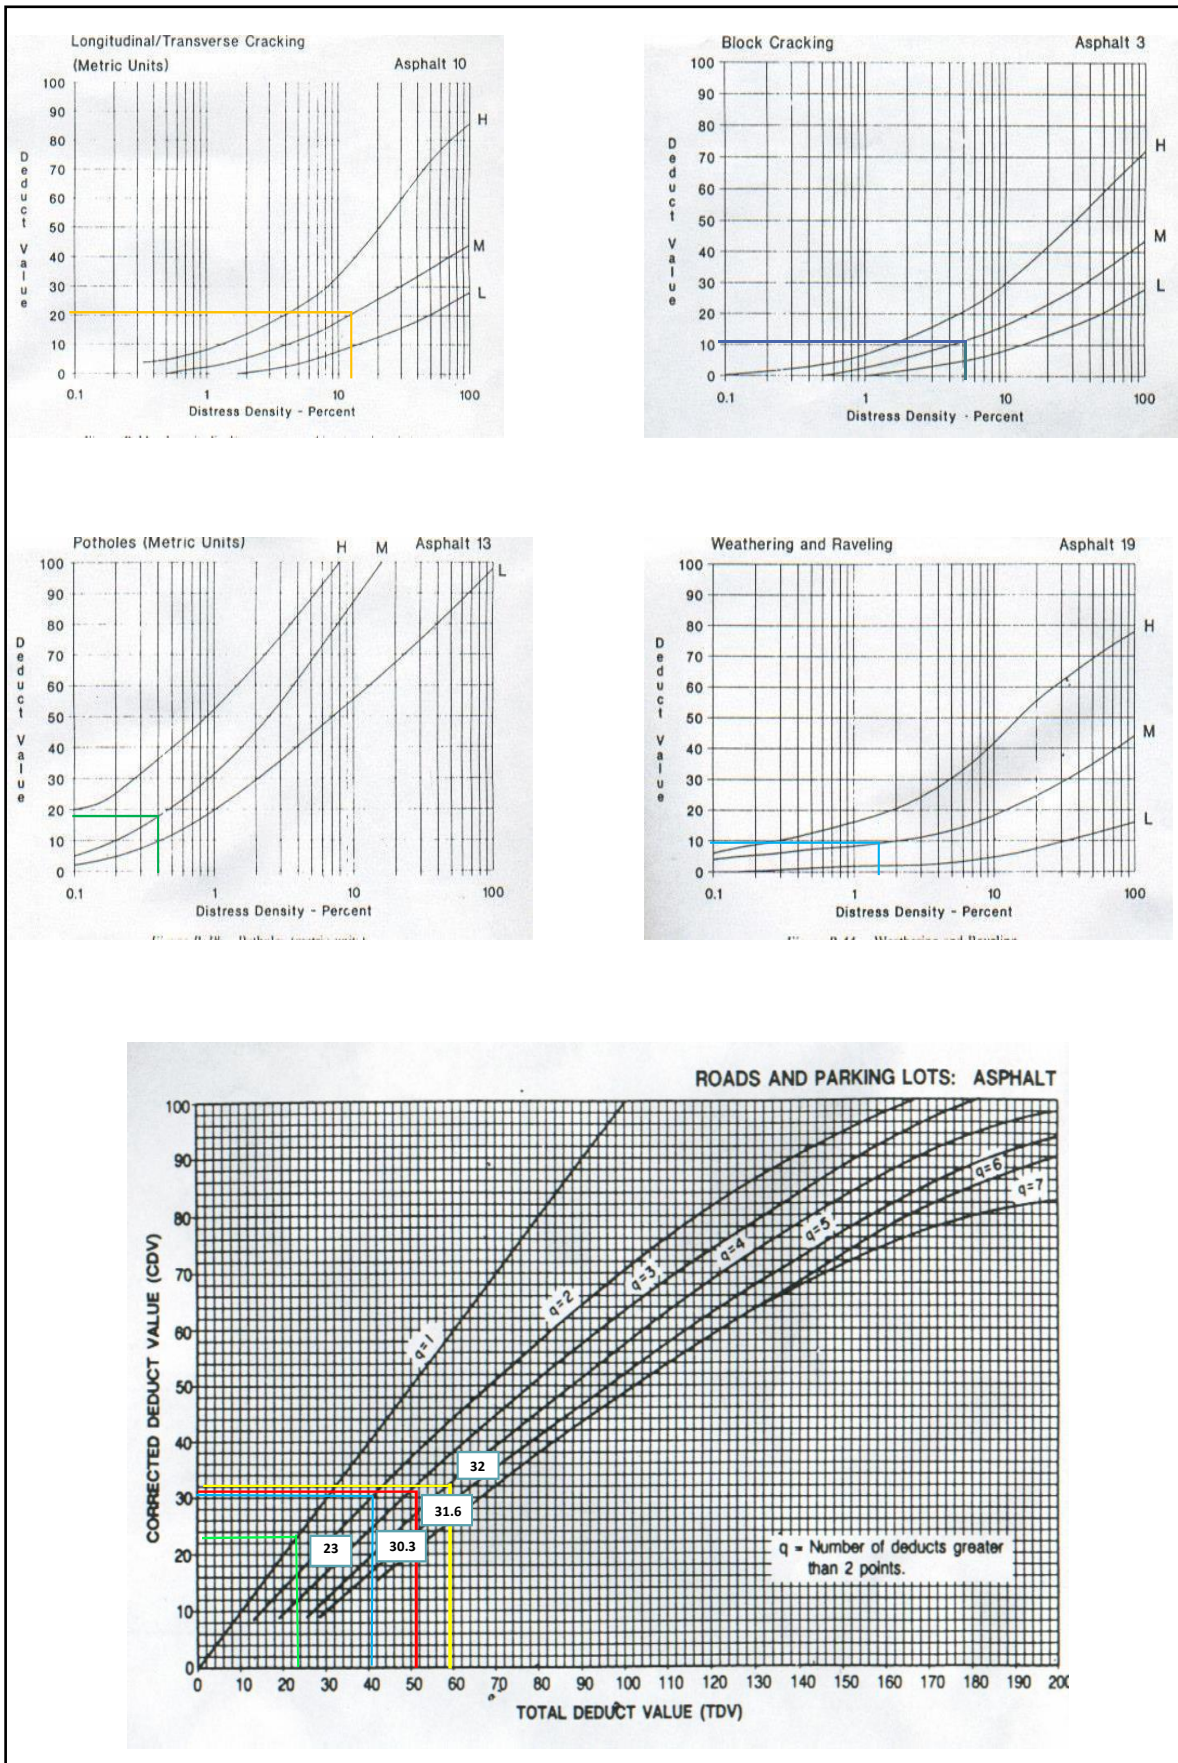 Longitudinal/Transverse Cracking
(Metric Units) Asphalt 10
100
90
80
70
60
50
40
30
20
10
0
Deduct Value
H
M
L
0.1 1 10 100
Distress Density - Percent
Block Cracking Asphalt 3
100
90
80
70
60
50
40
30
20
10
0
Deduct Value
H
M
L
0.1 1 10 100
Distress Density - Percent
Potholes (Metric Units) H M Asphalt 13
100
90
80
70
60
50
40
30
20
10
0
Deduct Value
L
0.1 1 10 100
Distress Density - Percent
Weathering and Raveling Asphalt 19
100
90
80
70
60
50
40
30
20
10
0
Deduct Value
H
M
L
0.1 1 10 100
Distress Density - Percent
ROADS AND PARKING LOTS: ASPHALT
CORRECTED DEDUCT VALUE (CDV)
100
90
80
70
60
50
40
30
20
10
0
q=1
q=2
q=3
q=4
q=5
q=6
q=7
32
31.6
30.3
23
q = Number of deducts greater
than 2 points.
0 10 20 30 40 50 60 70 80 90 100 110 120 130 140 150 160 170 180 190 200
TOTAL DEDUCT VALUE (TDV)